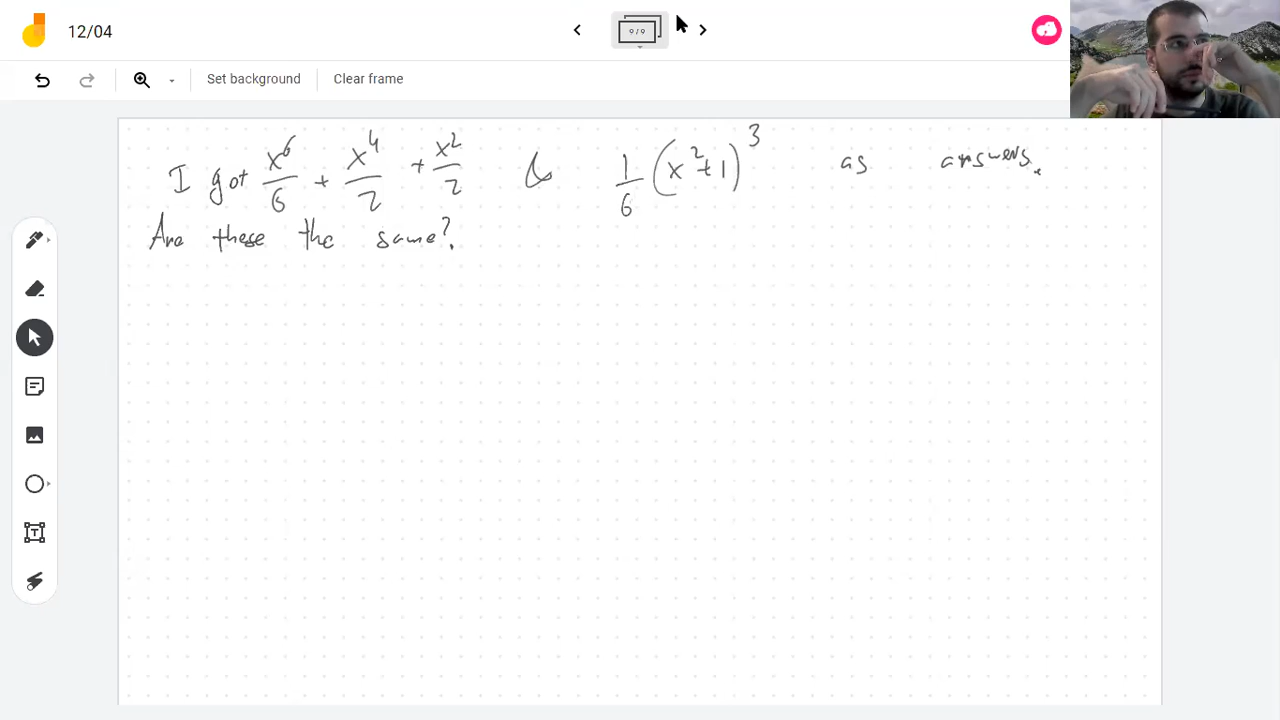 12/04
Set background
Clear frame
I got x^6/6 + x^4/2 + x^2/2 & 1/6 (x^2+1)^3 as answers.
Are these the same?